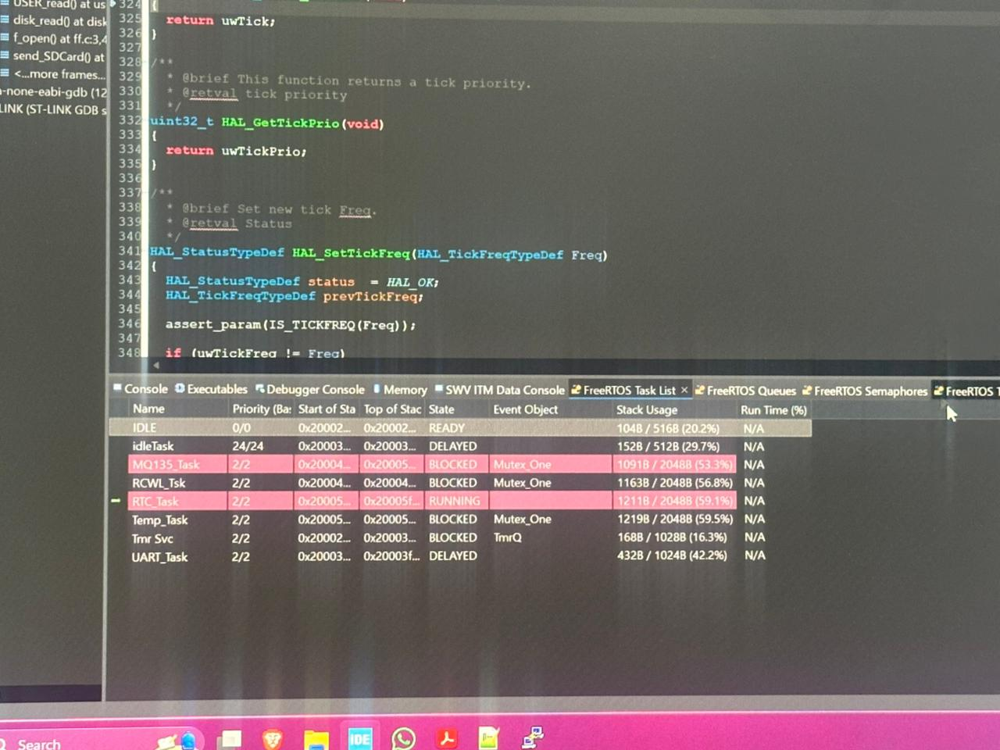 USER_read() at us
disk_read() at disk
f_open() at ff.c:3,4
send_SDCard() at
<...more frames...
-none-eabi-gdb (12
LINK (ST-LINK GDB s
324 {
325 return uwTick;
326 }
327
328 /**
329 * @brief This function returns a tick priority.
330 * @retval tick priority
331 */
332 uint32_t HAL_GetTickPrio(void)
333 {
334 return uwTickPrio;
335 }
336
337 /**
338 * @brief Set new tick Freq.
339 * @retval Status
340 */
341 HAL_StatusTypeDef HAL_SetTickFreq(HAL_TickFreqTypeDef Freq)
342 {
343 HAL_StatusTypeDef status = HAL_OK;
344 HAL_TickFreqTypeDef prevTickFreq;
345
346 assert_param(IS_TICKFREQ(Freq));
347
348 if (uwTickFreq != Freq)
Console Executables Debugger Console Memory SWV ITM Data Console FreeRTOS Task List × FreeRTOS Queues FreeRTOS Semaphores FreeRTOS T
Name Priority (Ba: Start of Sta Top of Stac State Event Object Stack Usage Run Time (%)
IDLE 0/0 0x20002... 0x20002... READY 104B / 516B (20.2%) N/A
idleTask 24/24 0x20003... 0x20003... DELAYED 152B / 512B (29.7%) N/A
MQ135_Task 2/2 0x20004... 0x20005... BLOCKED Mutex_One 1091B / 2048B (53.3%) N/A
RCWL_Tsk 2/2 0x20004... 0x20004... BLOCKED Mutex_One 1163B / 2048B (56.8%) N/A
RTC_Task 2/2 0x20005... 0x20005f... RUNNING 1211B / 2048B (59.1%) N/A
Temp_Task 2/2 0x20005... 0x20005... BLOCKED Mutex_One 1219B / 2048B (59.5%) N/A
Tmr Svc 2/2 0x20002... 0x20003... BLOCKED TmrQ 168B / 1028B (16.3%) N/A
UART_Task 2/2 0x20003... 0x20003f... DELAYED 432B / 1024B (42.2%) N/A
Search
IDE